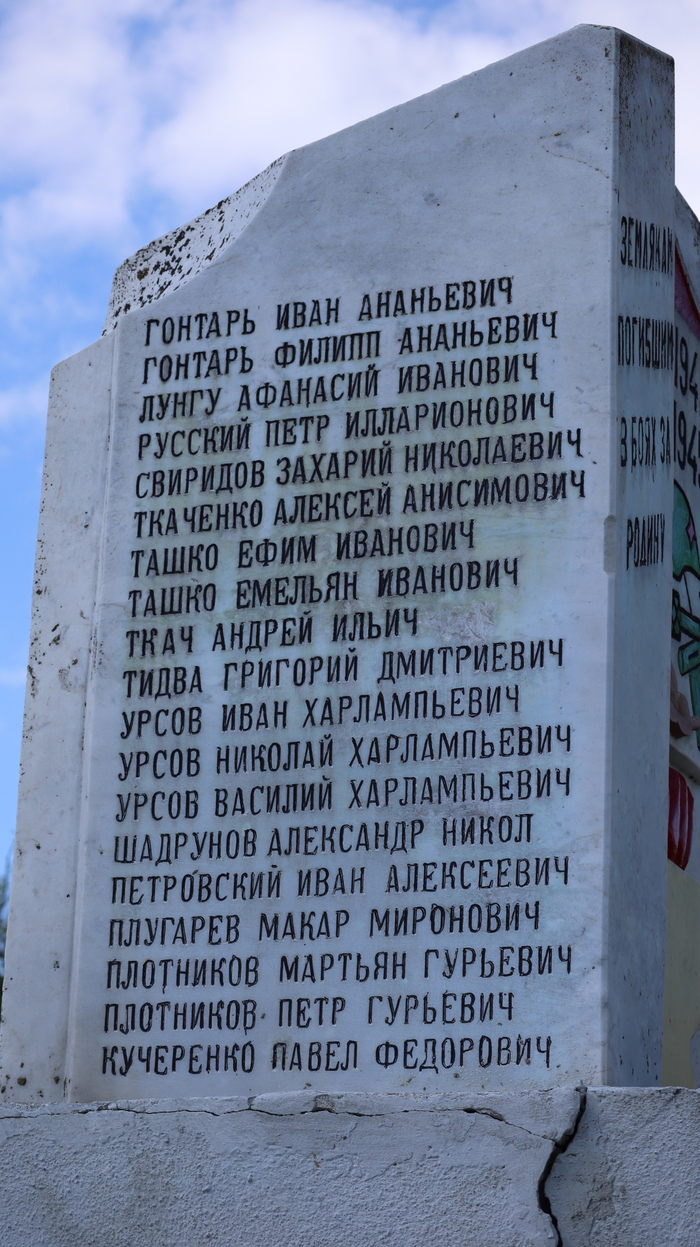 ГОНТАРЬ ИВАН АНАНЬЕВИЧ
ГОНТАРЬ ФИЛИПП АНАНЬЕВИЧ
ЛУНГУ АФАНАСИЙ ИВАНОВИЧ
РУССКИЙ ПЕТР ИЛЛАРИОНОВИЧ
СВИРИДОВ ЗАХАРИЙ НИКОЛАЕВИЧ
ТКАЧЕНКО АЛЕКСЕЙ АНИСИМОВИЧ
ТАШКО ЕФИМ ИВАНОВИЧ
ТАШКО ЕМЕЛЬЯН ИВАНОВИЧ
ТКАЧ АНДРЕЙ ИЛЬИЧ
ТИДВА ГРИГОРИЙ ДМИТРИЕВИЧ
УРСОВ ИВАН ХАРЛАМПЬЕВИЧ
УРСОВ НИКОЛАЙ ХАРЛАМПЬЕВИЧ
УРСОВ ВАСИЛИЙ ХАРЛАМПЬЕВИЧ
ШАДРУНОВ АЛЕКСАНДР НИКОЛ
ПЕТРОВСКИЙ ИВАН АЛЕКСЕЕВИЧ
ПЛУГАРЕВ МАКАР МИРОНОВИЧ
ПЛОТНИКОВ МАРТЬЯН ГУРЬЕВИЧ
ПЛОТНИКОВ ПЕТР ГУРЬЕВИЧ
КУЧЕРЕНКО ПАВЕЛ ФЕДОРОВИЧ
ЗЕМЛЯКАМ
ПОГИБШИМ
В БОЯХ ЗА
РОДИНУ